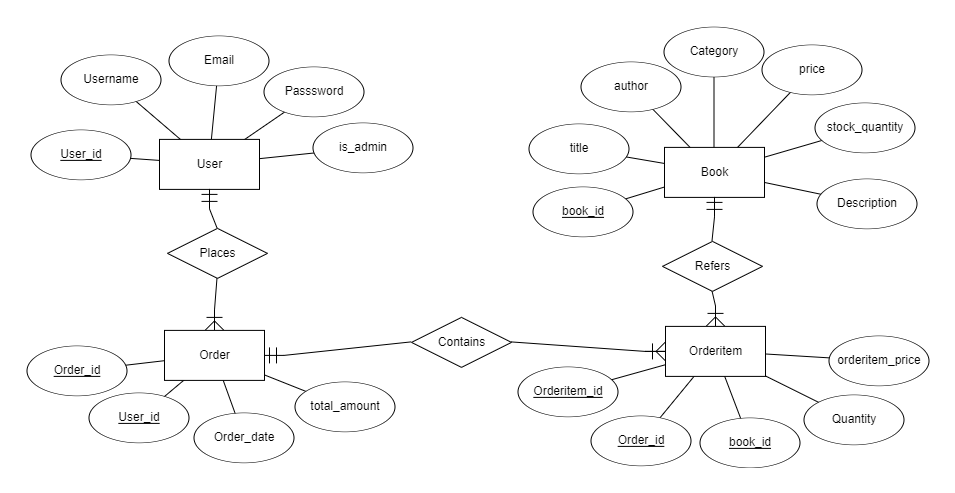 Email
Username
Passsword
User_id
is_admin
User
Places
Category
author
price
title
stock_quantity
Book
book_id
Description
Refers
Order
Contains
Orderitem
Order_id
User_id
Order_date
total_amount
orderitem_price
Orderitem_id
Quantity
Order_id
book_id